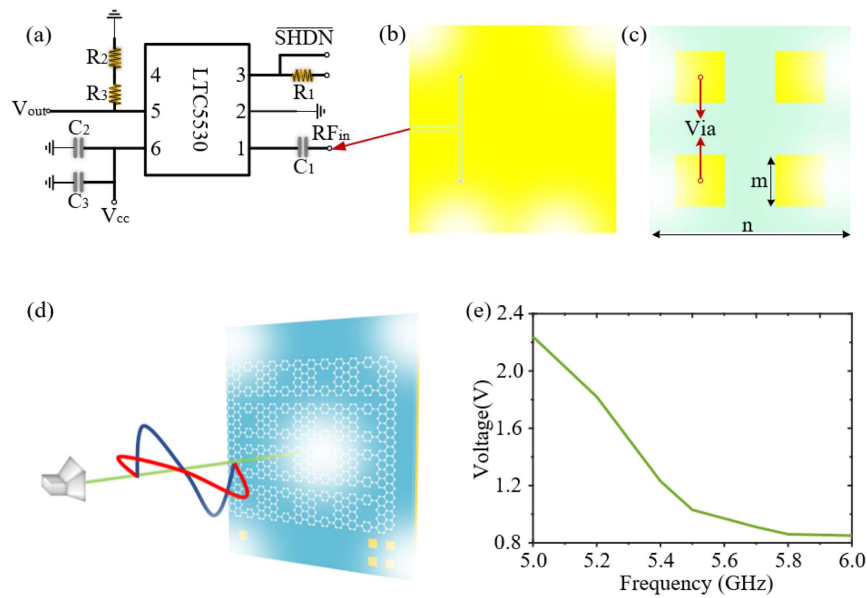 (a)
R₂
R₃
Vout
C₂
C₃
Vcc
4
5
6
LTC5530
3
2
1
S̅H̅D̅N̅
R₁
RFin
C₁
(b)
(c)
Via
m
n
(d)
(e)
Voltage(V)
2.4
2.0
1.6
1.2
0.8
5.0 5.2 5.4 5.6 5.8 6.0
Frequency (GHz)